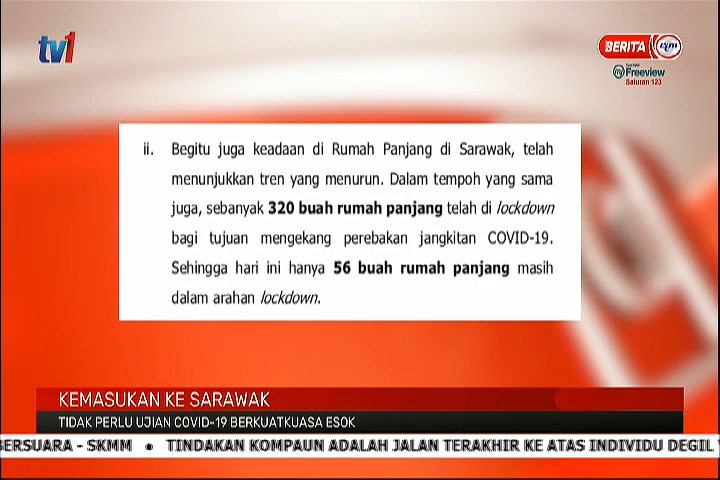 tv1
BERITA rtm
myFreeview
Saluran 123
ii. Begitu juga keadaan di Rumah Panjang di Sarawak, telah
menunjukkan tren yang menurun. Dalam tempoh yang sama
juga, sebanyak 320 buah rumah panjang telah di lockdown
bagi tujuan mengekang perebakan jangkitan COVID-19.
Sehingga hari ini hanya 56 buah rumah panjang masih
dalam arahan lockdown.
KEMASUKAN KE SARAWAK
TIDAK PERLU UJIAN COVID-19 BERKUATKUASA ESOK
BERSUARA - SKMM • TINDAKAN KOMPAUN ADALAH JALAN TERAKHIR KE ATAS INDIVIDU DEGIL